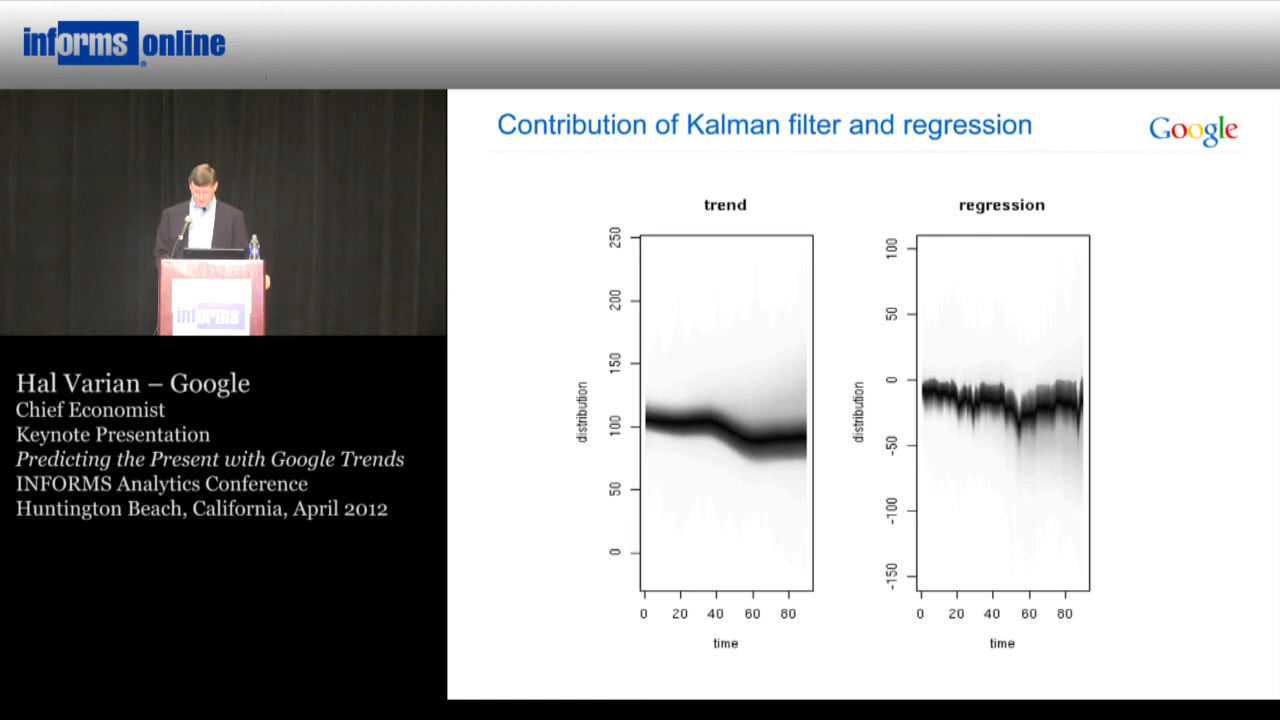 informs online
Contribution of Kalman filter and regression
Google
trend
regression
250
200
150
100
50
0
distribution
0 20 40 60 80
time
100
50
0
-50
-100
-150
distribution
0 20 40 60 80
time
informs
Hal Varian – Google
Chief Economist
Keynote Presentation
Predicting the Present with Google Trends
INFORMS Analytics Conference
Huntington Beach, California, April 2012